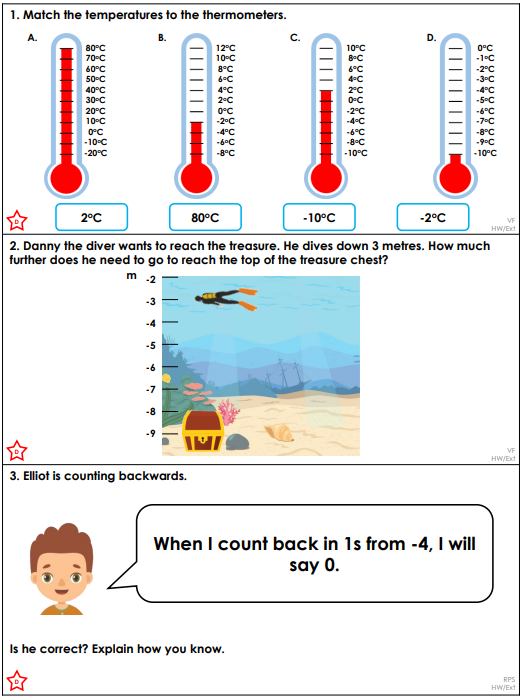 1. Match the temperatures to the thermometers.
A. B. C. D.
80°C 12°C 10°C 0°C
70°C 10°C 8°C -1°C
60°C 8°C 6°C -2°C
50°C 6°C 4°C -3°C
40°C 4°C 2°C -4°C
30°C 2°C 0°C -5°C
20°C 0°C -2°C -6°C
10°C -2°C -4°C -7°C
0°C -4°C -6°C -8°C
-10°C -6°C -8°C -9°C
-20°C -8°C -10°C -10°C
2°C 80°C -10°C -2°C
D
VF
HW/Ext
2. Danny the diver wants to reach the treasure. He dives down 3 metres. How much
further does he need to go to reach the top of the treasure chest?
m -2
-3
-4
-5
-6
-7
-8
-9
D
VF
HW/Ext
3. Elliot is counting backwards.
When I count back in 1s from -4, I will
say 0.
Is he correct? Explain how you know.
D
RPS
HW/Ext